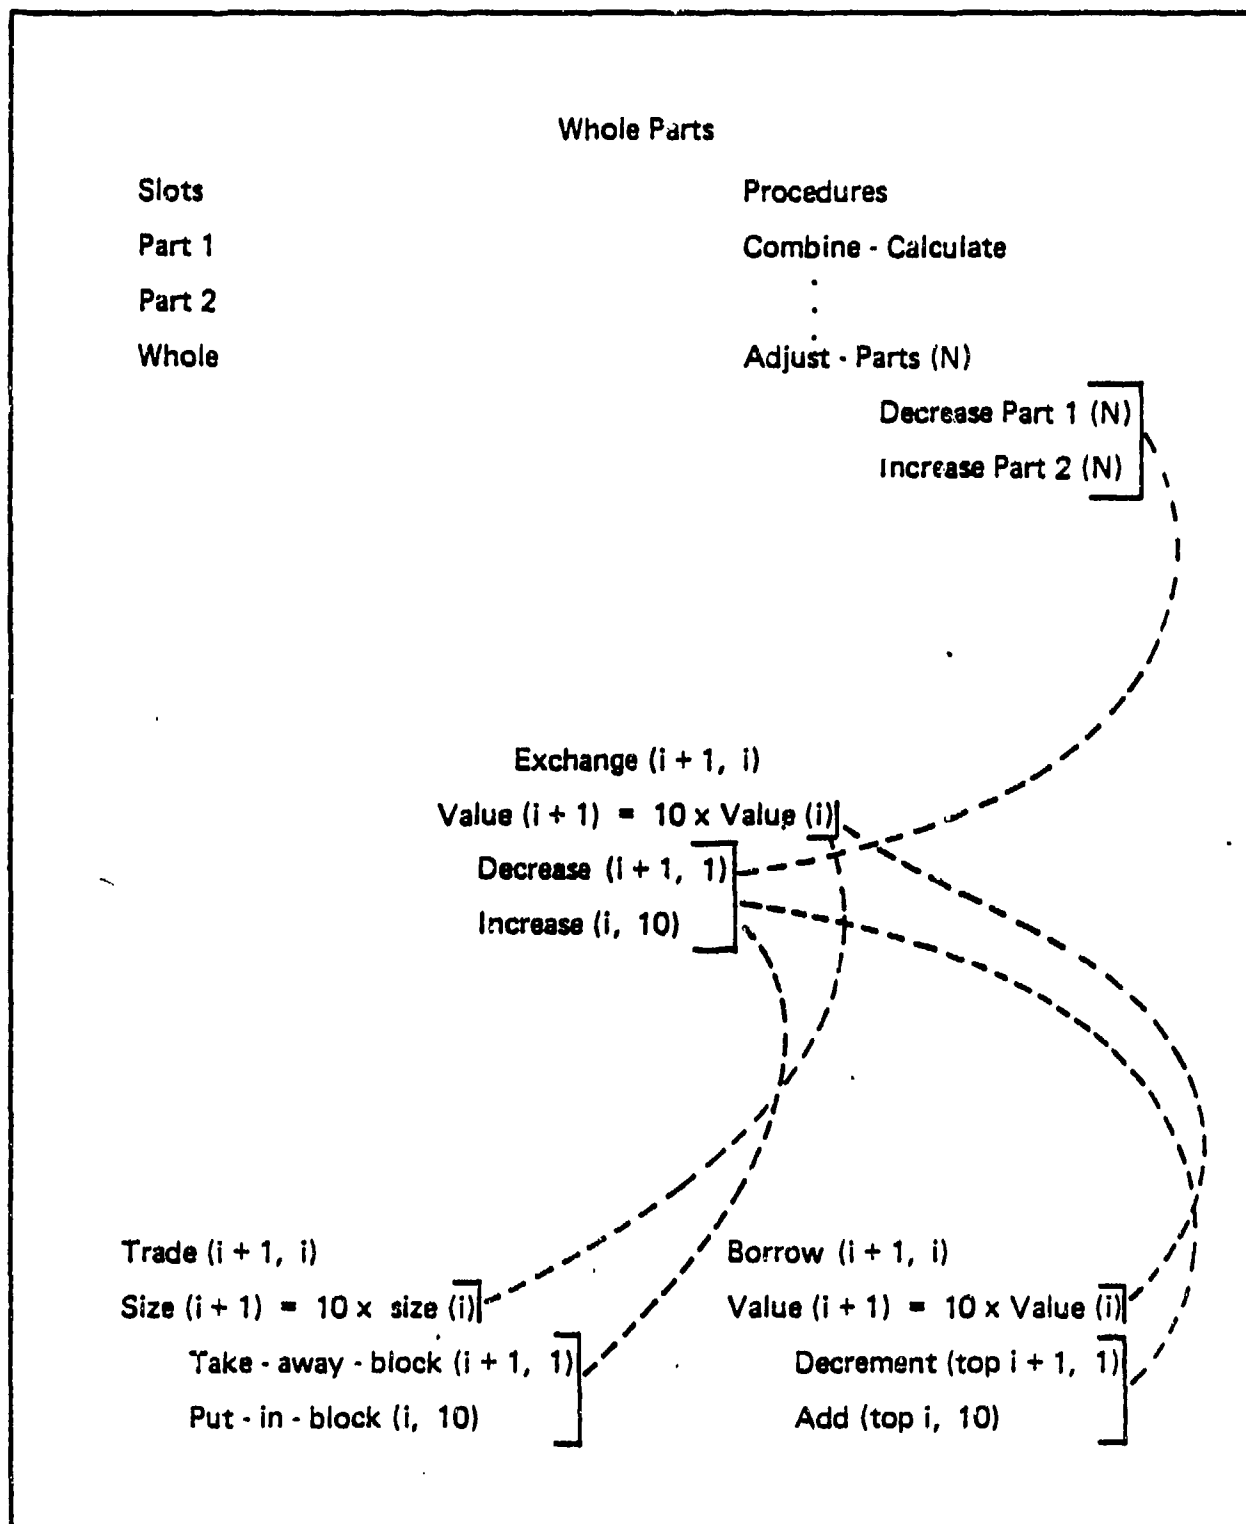 Whole Parts
Slots
Procedures
Part 1
Combine - Calculate
Part 2
.
.
.
Whole
Adjust - Parts (N)
Decrease Part 1 (N)
Increase Part 2 (N)
Exchange (i + 1, i)
Value (i + 1) = 10 x Value (i)
Decrease (i + 1, 1)
Increase (i, 10)
Trade (i + 1, i)
Borrow (i + 1, i)
Size (i + 1) = 10 x size (i)
Value (i + 1) = 10 x Value (i)
Take - away - block (i + 1, 1)
Decrement (top i + 1, 1)
Put - in - block (i, 10)
Add (top i, 10)